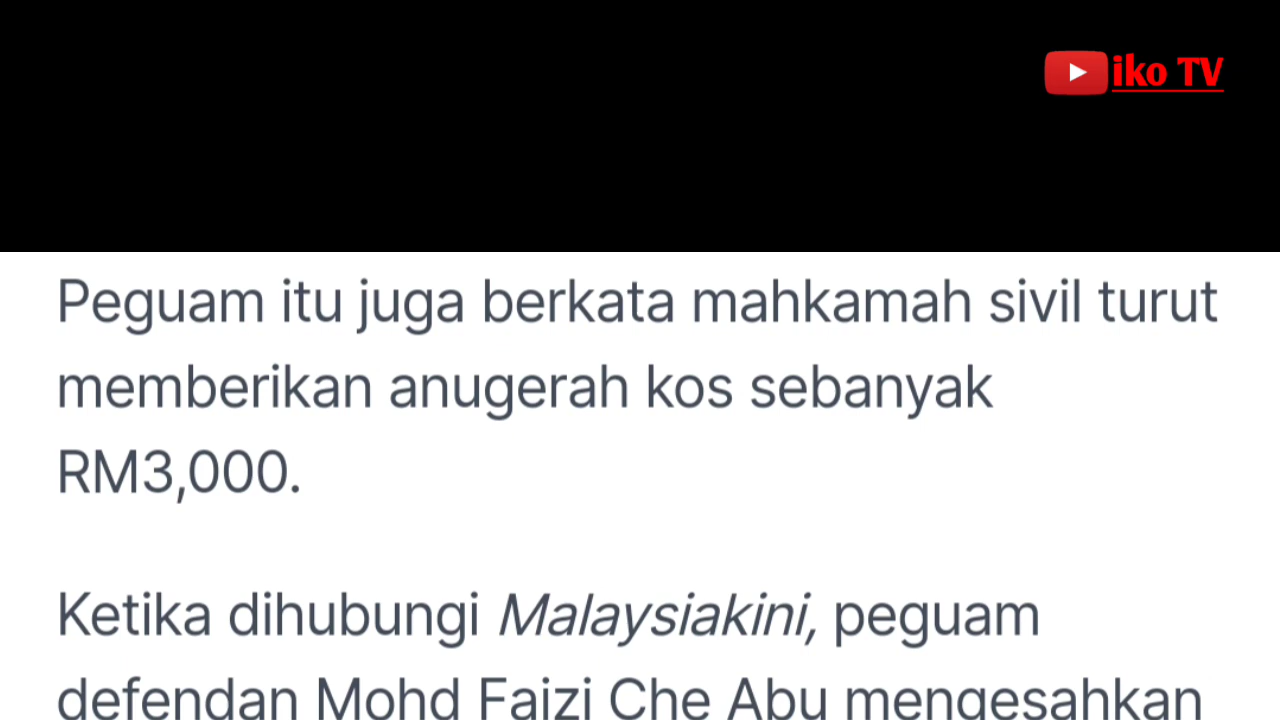 iko TV
Peguam itu juga berkata mahkamah sivil turut
memberikan anugerah kos sebanyak
RM3,000.
Ketika dihubungi Malaysiakini, peguam
defendan Mohd Faizi Che Abu mengesahkan